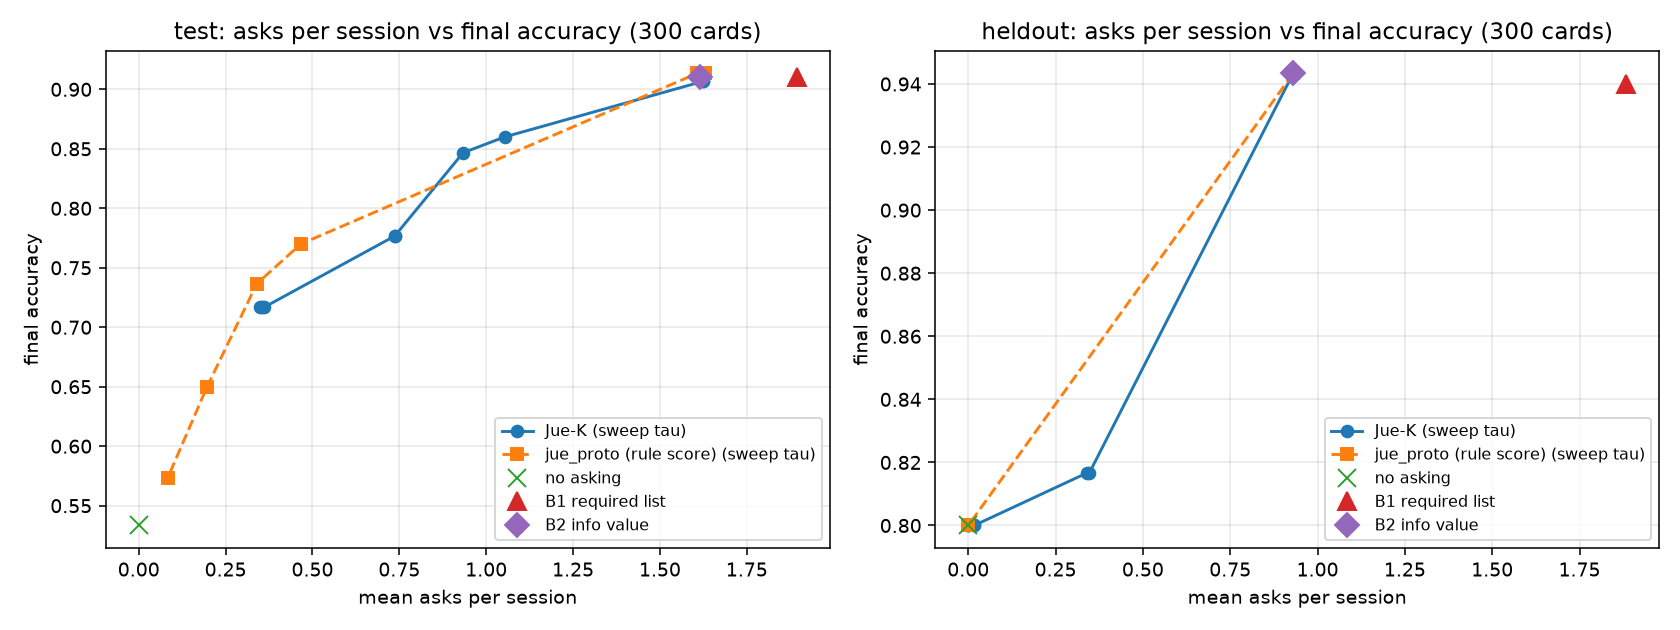 test: asks per session vs final accuracy (300 cards)
final accuracy
0.90
0.85
0.80
0.75
0.70
0.65
0.60
0.55
0.00 0.25 0.50 0.75 1.00 1.25 1.50 1.75
mean asks per session
Jue-K (sweep tau)
jue_proto (rule score) (sweep tau)
no asking
B1 required list
B2 info value
heldout: asks per session vs final accuracy (300 cards)
final accuracy
0.94
0.92
0.90
0.88
0.86
0.84
0.82
0.80
0.00 0.25 0.50 0.75 1.00 1.25 1.50 1.75
mean asks per session
Jue-K (sweep tau)
jue_proto (rule score) (sweep tau)
no asking
B1 required list
B2 info value